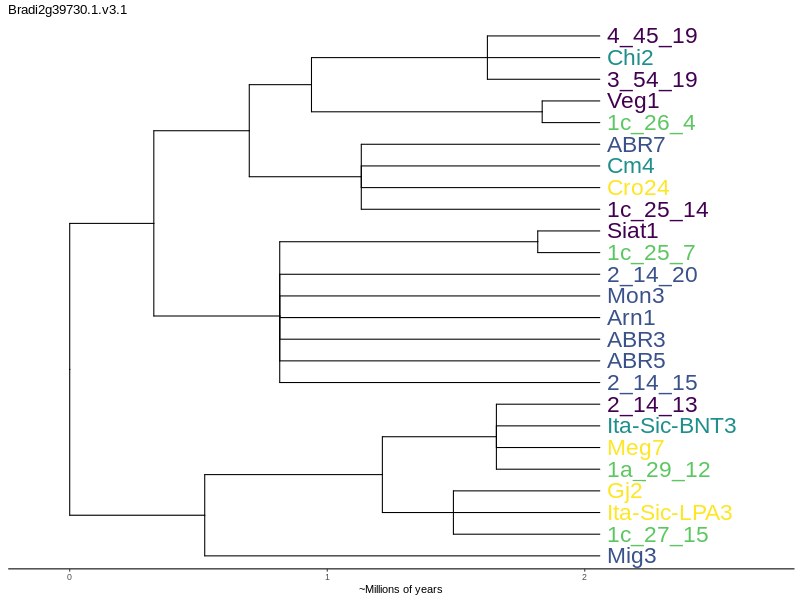 Bradi2g39730.1.v3.1
4_45_19
Chi2
3_54_19
Veg1
1c_26_4
ABR7
Cm4
Cro24
1c_25_14
Siat1
1c_25_7
2_14_20
Mon3
Arn1
ABR3
ABR5
2_14_15
2_14_13
Ita-Sic-BNT3
Meg7
1a_29_12
Gj2
Ita-Sic-LPA3
1c_27_15
Mig3
0 1 2
~Millions of years